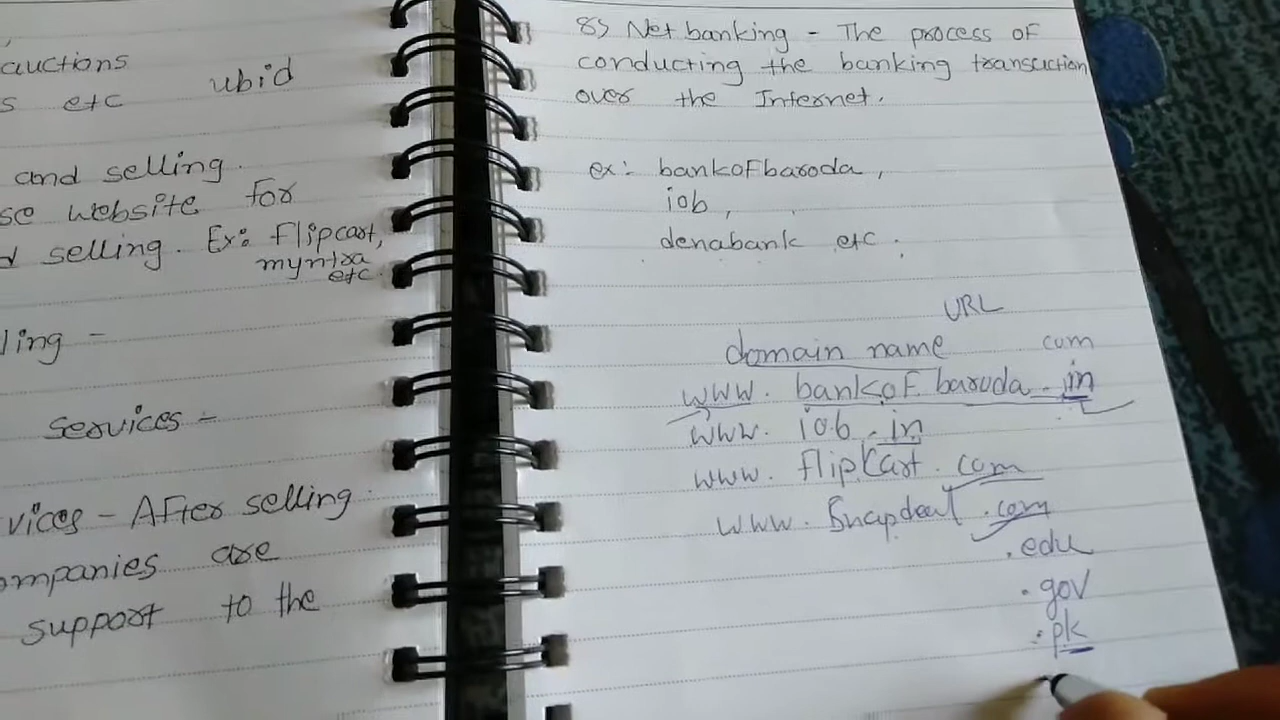 auctions
s etc ubid
and selling.
se website for
d selling. Ex: Flipcart,
myntra
etc.
ling -
services -
vices - After selling
ompanies are
support to the
8) Net banking - The process of
conducting the banking transaction
over the Internet.
ex: bankofbaroda,
iob,
denabank etc.
URL
domain name com
www. bankofbaroda.in
www. iob.in
www. flipkart.com
www. Snapdeal.com
.edu
.gov
.pk